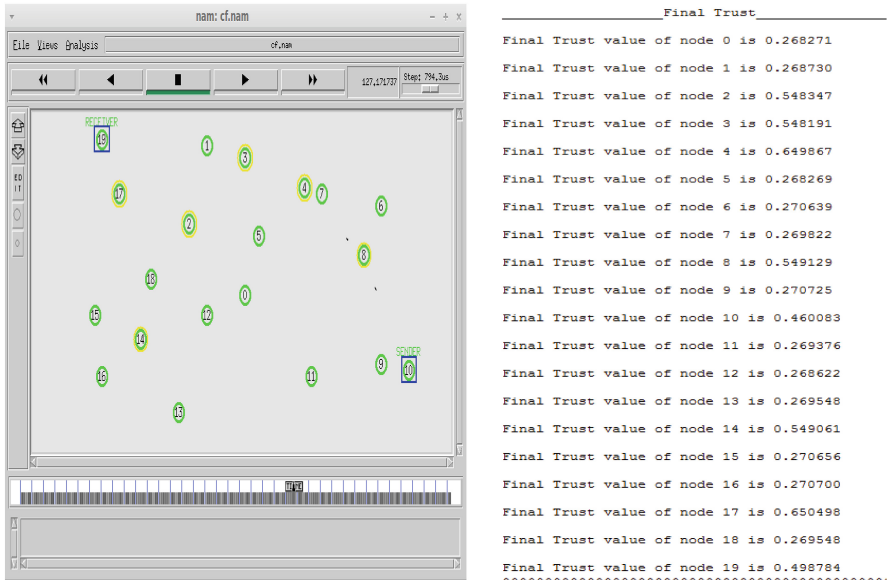 nam: cf.nam
File Views Analysis cf.nam
127.171737 Step: 794.3us
ED
IT
RECEIVER
19
1
3
17
4
7
6
2
5
8
18
0
15
12
14
SENDER
9
10
16
11
13
TIME
Final Trust
Final Trust value of node 0 is 0.268271
Final Trust value of node 1 is 0.268730
Final Trust value of node 2 is 0.548347
Final Trust value of node 3 is 0.548191
Final Trust value of node 4 is 0.649867
Final Trust value of node 5 is 0.268269
Final Trust value of node 6 is 0.270639
Final Trust value of node 7 is 0.269822
Final Trust value of node 8 is 0.549129
Final Trust value of node 9 is 0.270725
Final Trust value of node 10 is 0.460083
Final Trust value of node 11 is 0.269376
Final Trust value of node 12 is 0.268622
Final Trust value of node 13 is 0.269548
Final Trust value of node 14 is 0.549061
Final Trust value of node 15 is 0.270656
Final Trust value of node 16 is 0.270700
Final Trust value of node 17 is 0.650498
Final Trust value of node 18 is 0.269548
Final Trust value of node 19 is 0.498784